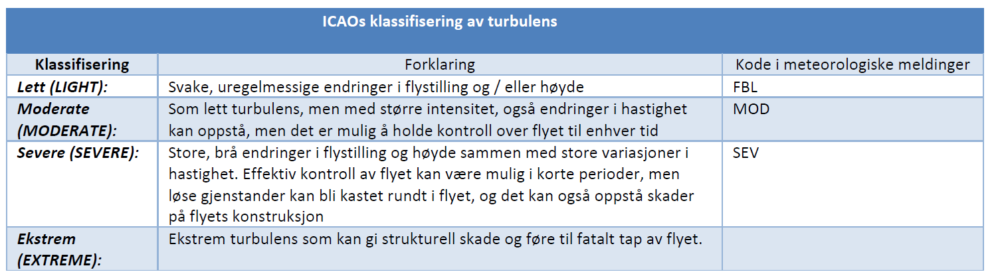 ICAOs klassifisering av turbulens
Klassifisering Forklaring Kode i meteorologiske meldinger
Lett (LIGHT): Svake, uregelmessige endringer i flystilling og / eller høyde FBL
Moderate Som lett turbulens, men med større intensitet, også endringer i hastighet MOD
(MODERATE): kan oppstå, men det er mulig å holde kontroll over flyet til enhver tid
Severe (SEVERE): Store, brå endringer i flystilling og høyde sammen med store variasjoner i SEV
hastighet. Effektiv kontroll av flyet kan være mulig i korte perioder, men
løse gjenstander kan bli kastet rundt i flyet, og det kan også oppstå skader
på flyets konstruksjon
Ekstrem Ekstrem turbulens som kan gi strukturell skade og føre til fatalt tap av flyet.
(EXTREME):